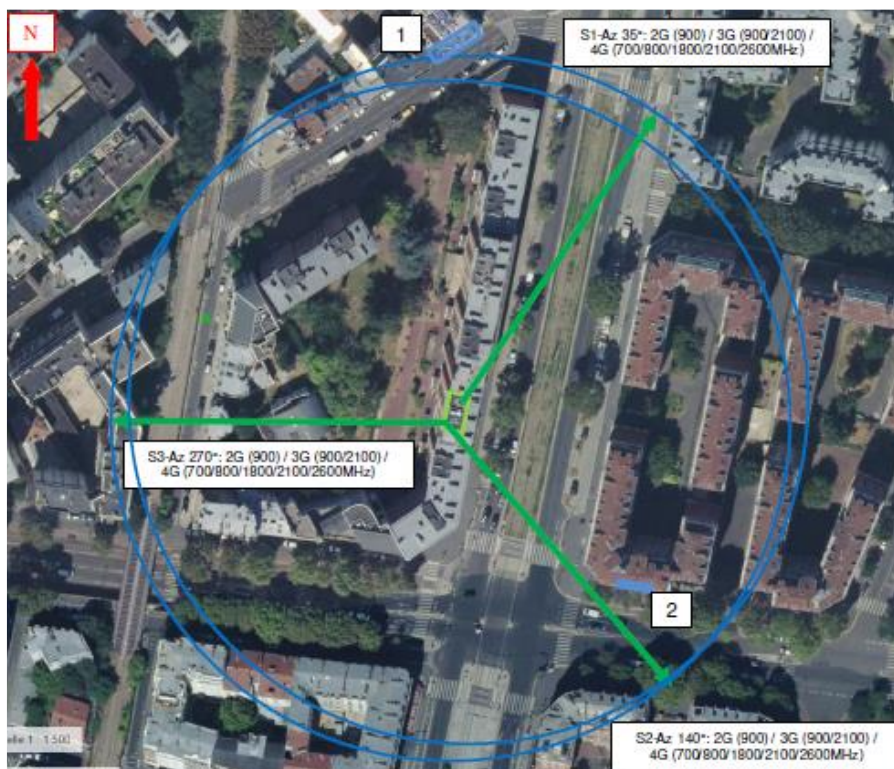 N
1
S1-Az 35°: 2G (900) / 3G (900/2100) /
4G (700/800/1800/2100/2600MHz)
S3-Az 270°: 2G (900) / 3G (900/2100) /
4G (700/800/1800/2100/2600MHz)
2
elle 1 1 500
S2-Az 140°: 2G (900) / 3G (900/2100) /
4G (700/800/1800/2100/2600MHz)